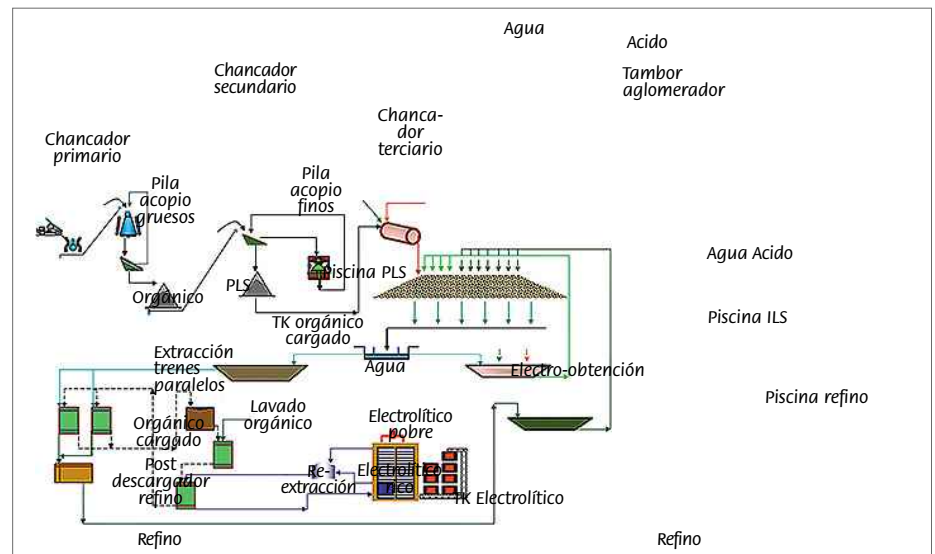 Agua
Acido
Chancador
secundario
Tambor
aglomerador
Chanca-
dor
terciario
Chancador
primario
Pila
acopio
gruesos
Pila
acopio
finos
Agua Acido
Piscina PLS
PLS
Orgánico
TK orgánico
cargado
Piscina ILS
Extracción
trenes
paralelos
Agua
Electro-obtención
Piscina refino
Lavado
orgánico
Orgánico
cargado
Electrolítico
pobre
Post
descargador
refino
Re-
extracción
Electrolítico
rico
TK Electrolítico
Refino
Refino